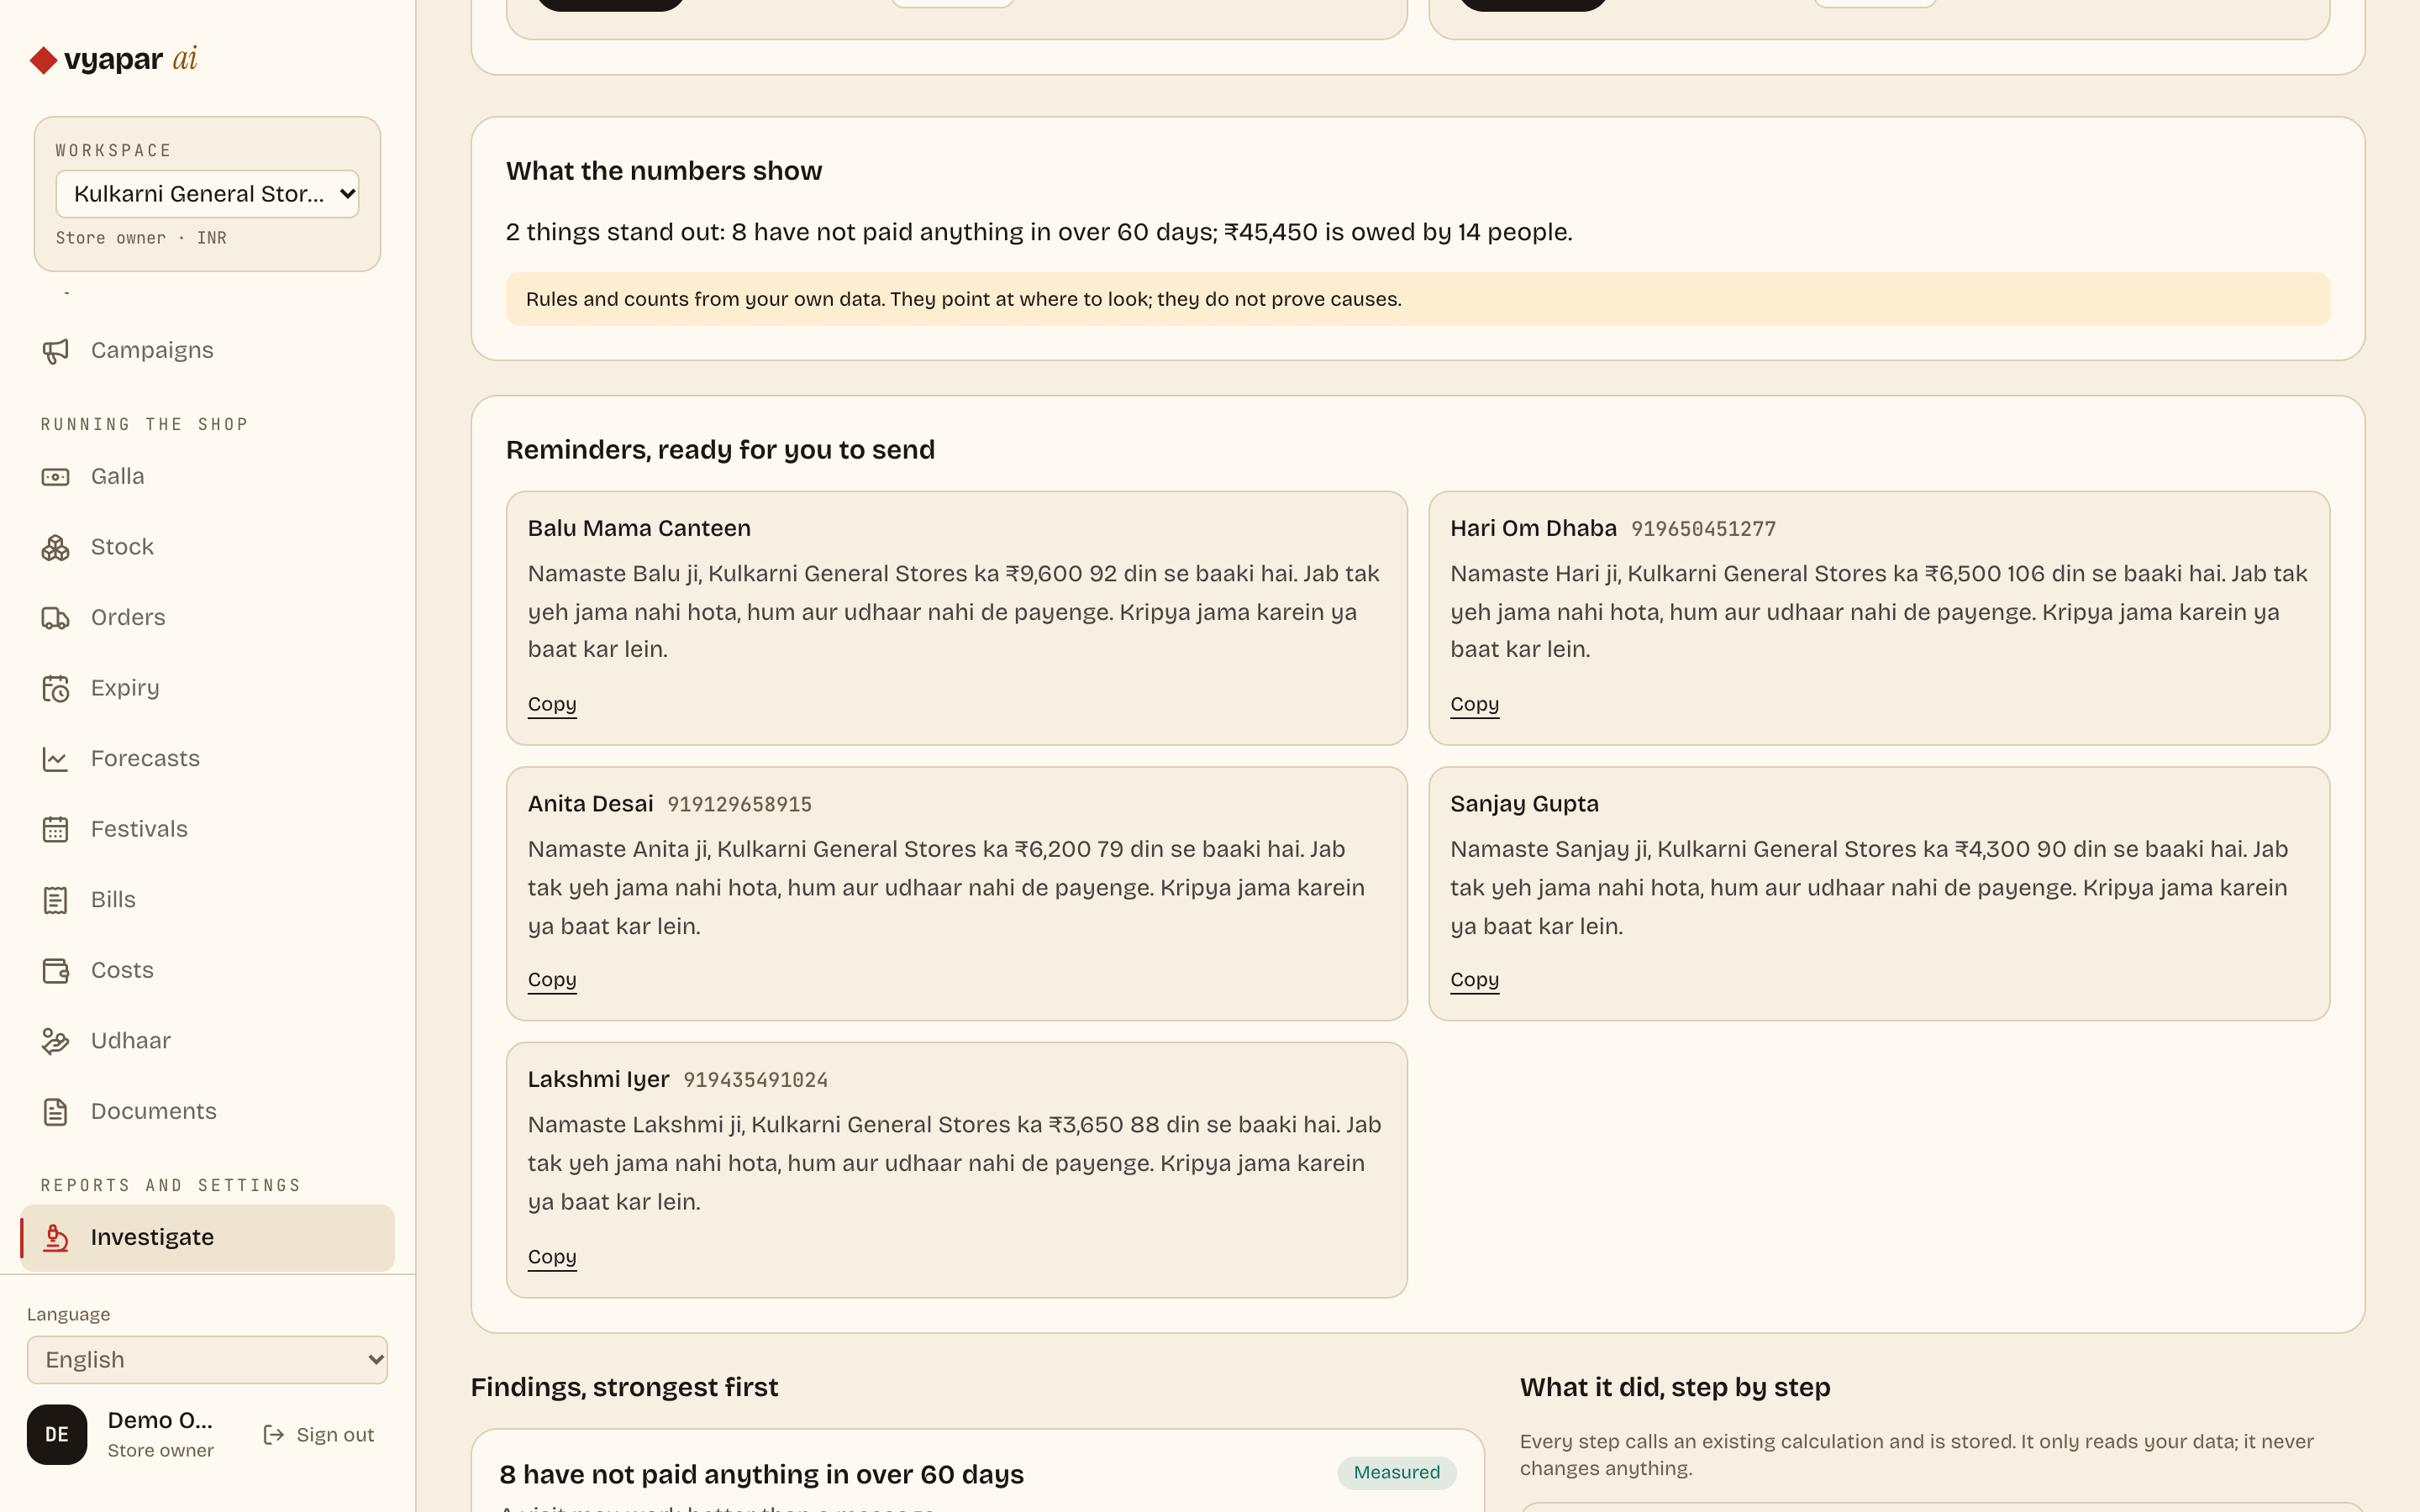 vyapar ai
WORKSPACE
Kulkarni General Stor...
Store owner · INR
Campaigns
RUNNING THE SHOP
Galla
Stock
Orders
Expiry
Forecasts
Festivals
Bills
Costs
Udhaar
Documents
REPORTS AND SETTINGS
Investigate
Language
English
DE
Demo O...
Store owner
Sign out
What the numbers show
2 things stand out: 8 have not paid anything in over 60 days; ₹45,450 is owed by 14 people.
Rules and counts from your own data. They point at where to look; they do not prove causes.
Reminders, ready for you to send
Balu Mama Canteen
Namaste Balu ji, Kulkarni General Stores ka ₹9,600 92 din se baaki hai. Jab tak
yeh jama nahi hota, hum aur udhaar nahi de payenge. Kripya jama karein ya
baat kar lein.
Copy
Hari Om Dhaba 919650451277
Namaste Hari ji, Kulkarni General Stores ka ₹6,500 106 din se baaki hai. Jab tak
yeh jama nahi hota, hum aur udhaar nahi de payenge. Kripya jama karein ya
baat kar lein.
Copy
Anita Desai 919129658915
Namaste Anita ji, Kulkarni General Stores ka ₹6,200 79 din se baaki hai. Jab
tak yeh jama nahi hota, hum aur udhaar nahi de payenge. Kripya jama karein
ya baat kar lein.
Copy
Sanjay Gupta
Namaste Sanjay ji, Kulkarni General Stores ka ₹4,300 90 din se baaki hai. Jab
tak yeh jama nahi hota, hum aur udhaar nahi de payenge. Kripya jama karein
ya baat kar lein.
Copy
Lakshmi Iyer 919435491024
Namaste Lakshmi ji, Kulkarni General Stores ka ₹3,650 88 din se baaki hai. Jab
tak yeh jama nahi hota, hum aur udhaar nahi de payenge. Kripya jama karein
ya baat kar lein.
Copy
Findings, strongest first
8 have not paid anything in over 60 days
Measured
What it did, step by step
Every step calls an existing calculation and is stored. It only reads your data; it never
changes anything.